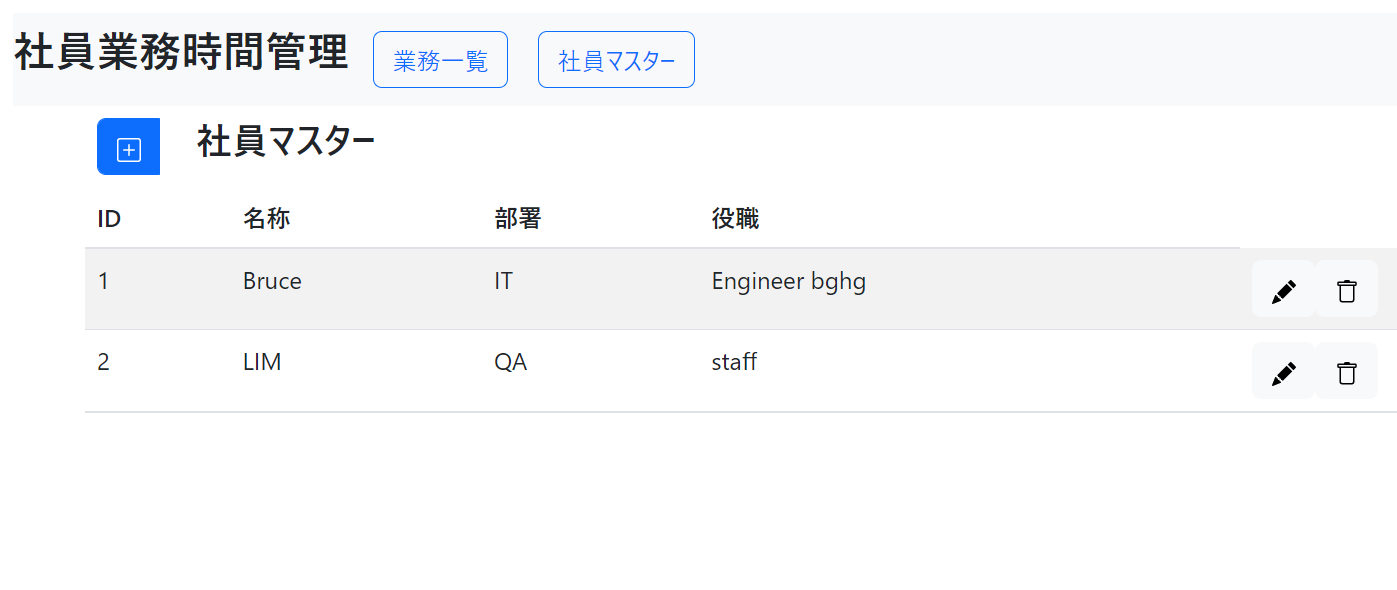 社員業務時間管理 業務一覧 社員マスター
社員マスター
ID 名称 部署 役職
1 Bruce IT Engineer bghg
2 LIM QA staff